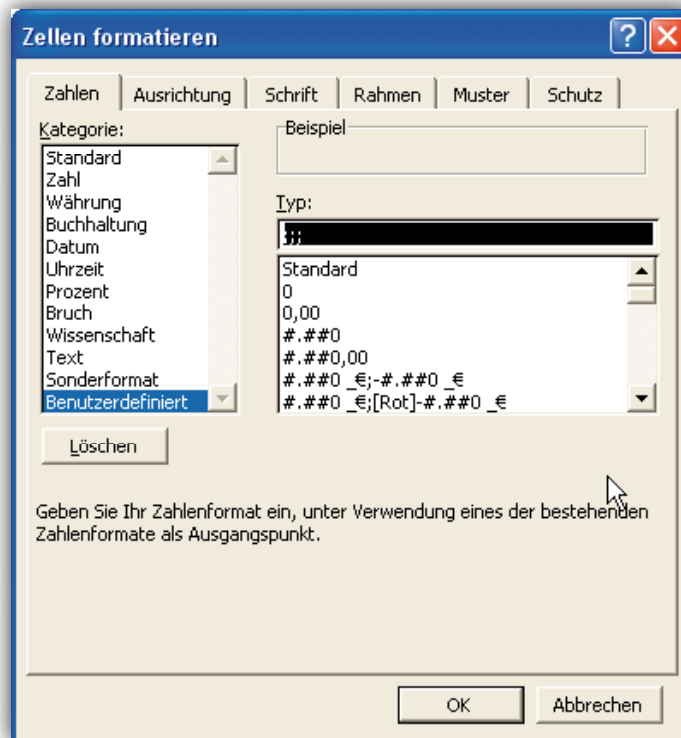 Zellen formatieren
Zahlen Ausrichtung Schrift Rahmen Muster Schutz
Kategorie:
Standard
Zahl
Währung
Buchhaltung
Datum
Uhrzeit
Prozent
Bruch
Wissenschaft
Text
Sonderformat
Benutzerdefiniert
Beispiel
Typ:
;;;
Standard
0
0,00
#.##0
#.##0,00
#.##0 _€;-#.##0 _€
#.##0 _€;[Rot]-#.##0 _€
Löschen
Geben Sie Ihr Zahlenformat ein, unter Verwendung eines der bestehenden
Zahlenformate als Ausgangspunkt.
OK Abbrechen